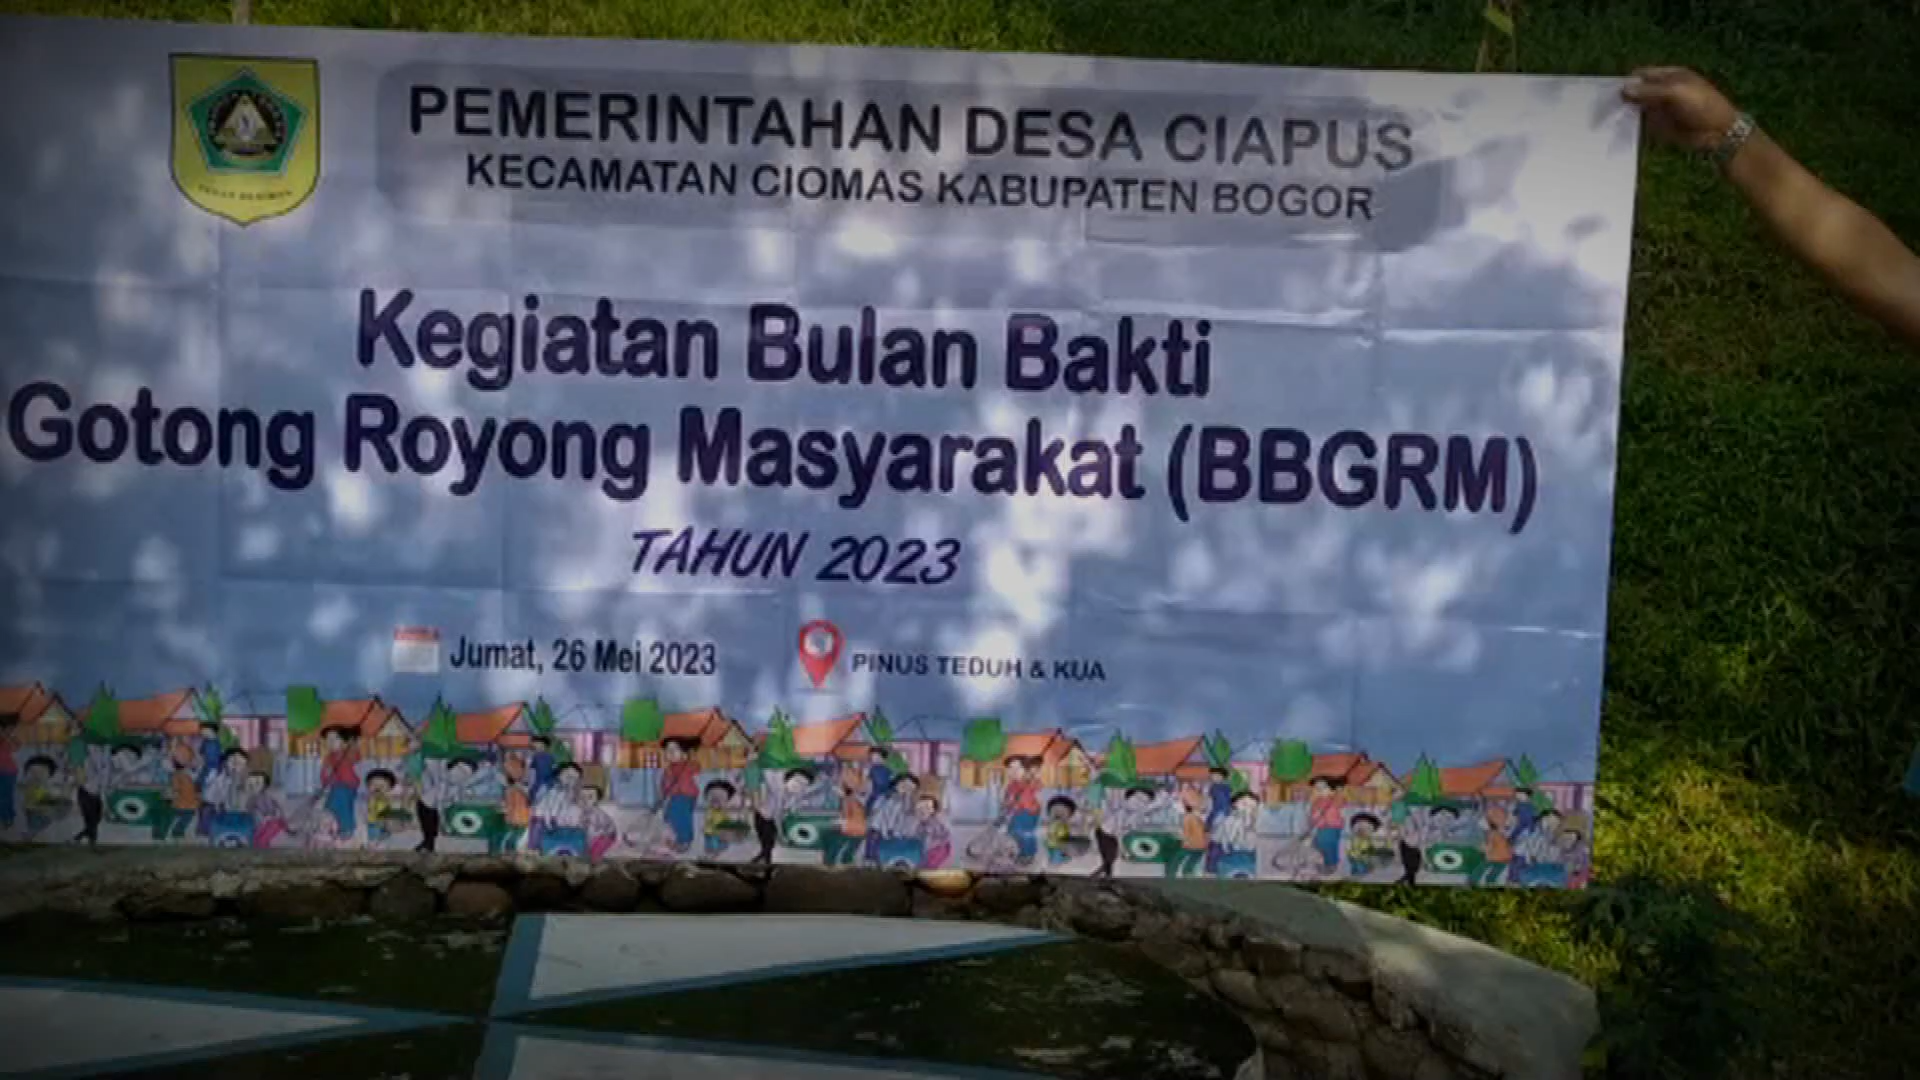 PEMERINTAHAN DESA CIAPUS
KECAMATAN CIOMAS KABUPATEN BOGOR
Kegiatan Bulan Bakti
Gotong Royong Masyarakat (BBGRM)
TAHUN 2023
Jumat, 26 Mei 2023
PINUS TEDUH & KUA